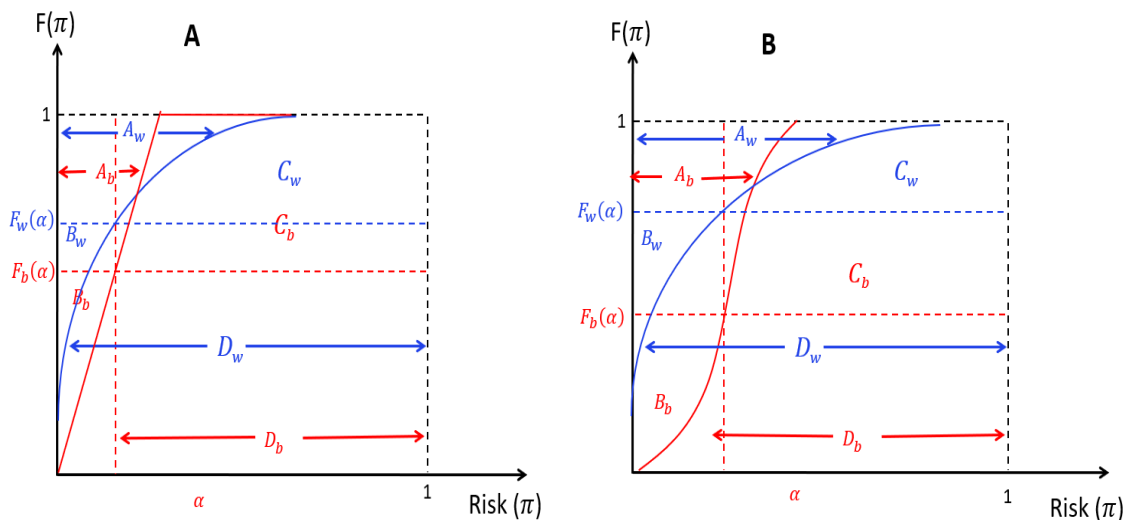 F(π)
A
1
A_w
A_b
C_w
F_w(α)
B_w
C_b
F_b(α)
B_b
D_w
D_b
α
1
Risk (π)
F(π)
B
1
A_w
A_b
C_w
F_w(α)
B_w
C_b
F_b(α)
D_w
B_b
D_b
α
1
Risk (π)